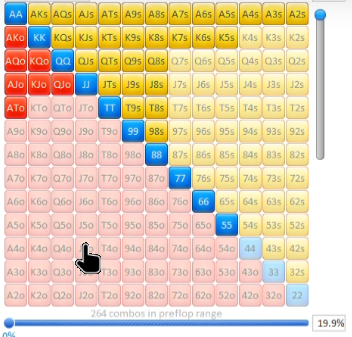 AA AKs AQs AJs ATs A9s A8s A7s A6s A5s A4s A3s A2s
AKo KK KQs KJs KTs K9s K8s K7s K6s K5s K4s K3s K2s
AQo KQo QQ QJs QTs Q9s Q8s Q7s Q6s Q5s Q4s Q3s Q2s
AJo KJo QJo JJ JTs J9s J8s J7s J6s J5s J4s J3s J2s
ATo KTo QTo JTo TT T9s T8s T7s T6s T5s T4s T3s T2s
A9o K9o Q9o J9o T9o 99 98s 97s 96s 95s 94s 93s 92s
A8o K8o Q8o J8o T8o 98o 88 87s 86s 85s 84s 83s 82s
A7o K7o Q7o J7o T7o 97o 87o 77 76s 75s 74s 73s 72s
A6o K6o Q6o J6o T6o 96o 86o 76o 66 65s 64s 63s 62s
A5o K5o Q5o J5o T5o 95o 85o 75o 65o 55 54s 53s 52s
A4o K4o Q4o T4o 94o 84o 74o 64o 54o 44 43s 42s
A3o K3o Q3o T3o 93o 83o 73o 63o 53o 43o 33 32s
A2o K2o Q2o J2o T2o 92o 82o 72o 62o 52o 42o 32o 22
264 combos in preflop range
19.9%
0%